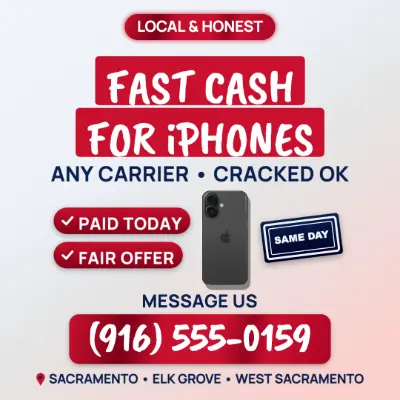 LOCAL & HONEST
FAST CASH
FOR iPHONES
ANY CARRIER • CRACKED OK
PAID TODAY
FAIR OFFER
SAME DAY
MESSAGE US
(916) 555-0159
SACRAMENTO • ELK GROVE • WEST SACRAMENTO